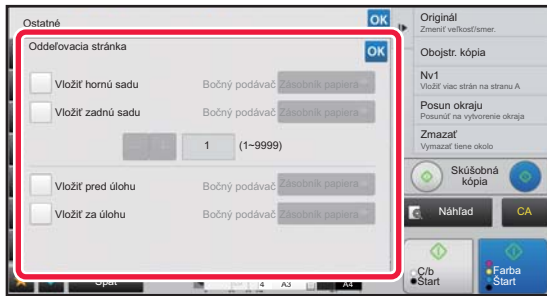 Ostatné
OK
Oddeľovacia stránka
OK
Vložiť hornú sadu
Bočný podávač
Zásobník papiera
Vložiť zadnú sadu
Bočný podávač
Zásobník papiera
1
(1~9999)
Vložiť pred úlohu
Bočný podávač
Zásobník papiera
Vložiť za úlohu
Bočný podávač
Zásobník papiera
Späť
4
A3
A4
Originál
Zmeniť veľkosť/smer.
Obojstr. kópia
Nv1
Vložiť viac strán na stranu A
Posun okraju
Posunúť na vytvorenie okraja
Zmazať
Vymazať tiene okolo
Skúšobná
kópia
Náhľad
CA
Č/b
Štart
Farba
Štart